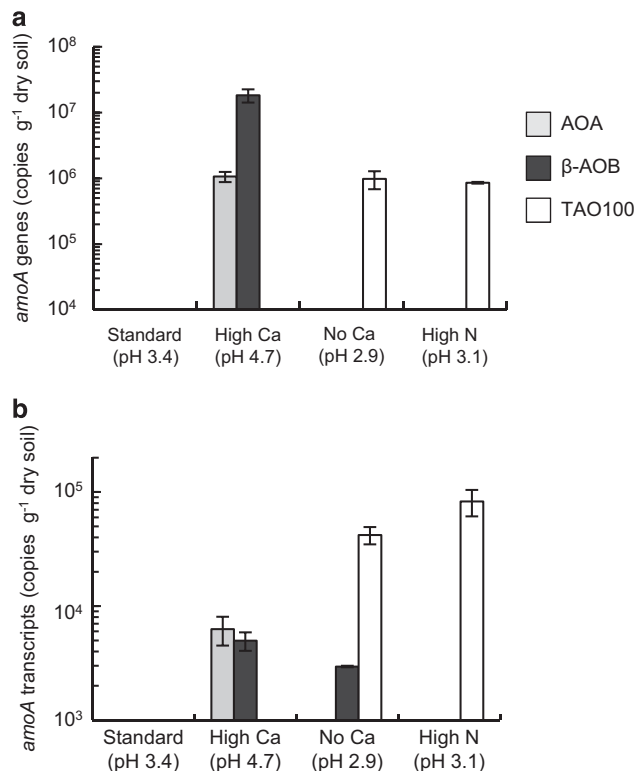 a
amoA genes (copies g⁻¹ dry soil)
10⁸
10⁷
10⁶
10⁵
10⁴
Standard
(pH 3.4)
High Ca
(pH 4.7)
No Ca
(pH 2.9)
High N
(pH 3.1)
AOA
β-AOB
TAO100
b
amoA transcripts (copies g⁻¹ dry soil)
10⁵
10⁴
10³
Standard
(pH 3.4)
High Ca
(pH 4.7)
No Ca
(pH 2.9)
High N
(pH 3.1)